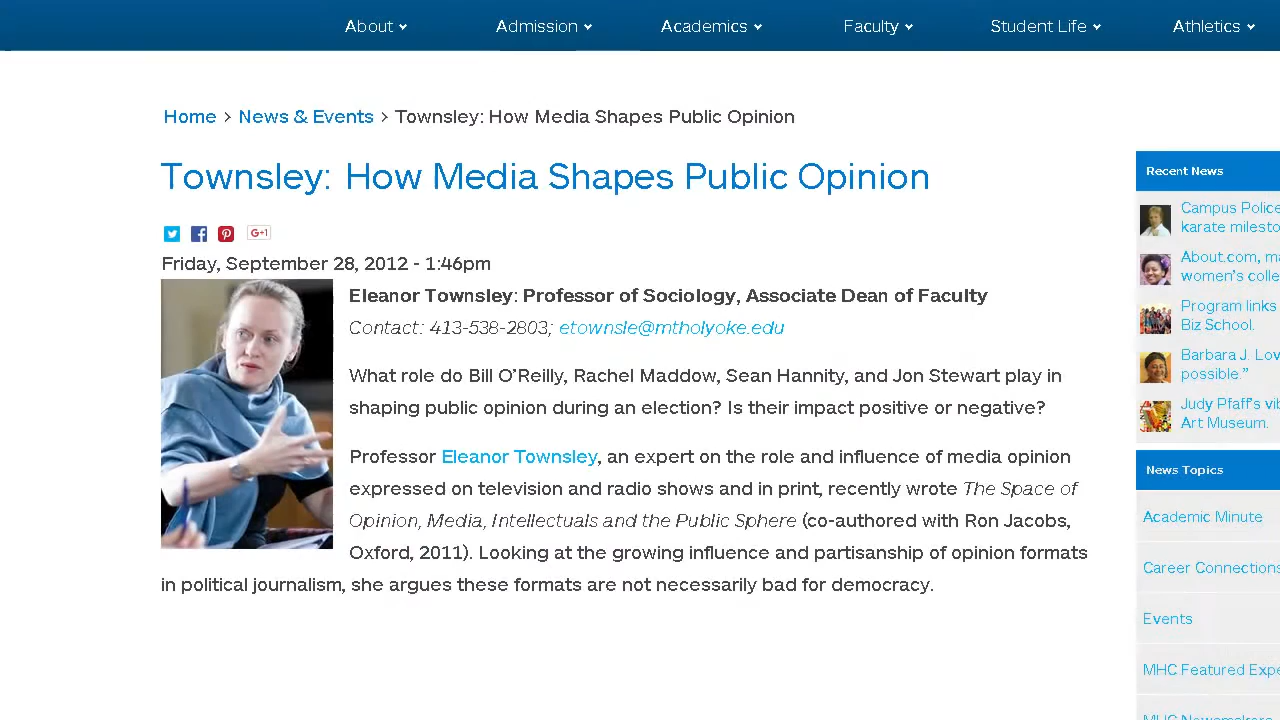 About Admission Academics Faculty Student Life Athletics
Home > News & Events > Townsley: How Media Shapes Public Opinion
Townsley: How Media Shapes Public Opinion
G+1
Friday, September 28, 2012 - 1:46pm
Eleanor Townsley: Professor of Sociology, Associate Dean of Faculty
Contact: 413-538-2803; etownsle@mtholyoke.edu
What role do Bill O'Reilly, Rachel Maddow, Sean Hannity, and Jon Stewart play in
shaping public opinion during an election? Is their impact positive or negative?
Professor Eleanor Townsley, an expert on the role and influence of media opinion
expressed on television and radio shows and in print, recently wrote The Space of
Opinion, Media, Intellectuals and the Public Sphere (co-authored with Ron Jacobs,
Oxford, 2011). Looking at the growing influence and partisanship of opinion formats
in political journalism, she argues these formats are not necessarily bad for democracy.
Recent News
Campus Police
karate milesto
About.com, ma
women's colle
Program links
Biz School.
Barbara J. Lov
possible."
Judy Pfaff's vib
Art Museum.
News Topics
Academic Minute
Career Connections
Events
MHC Featured Expe